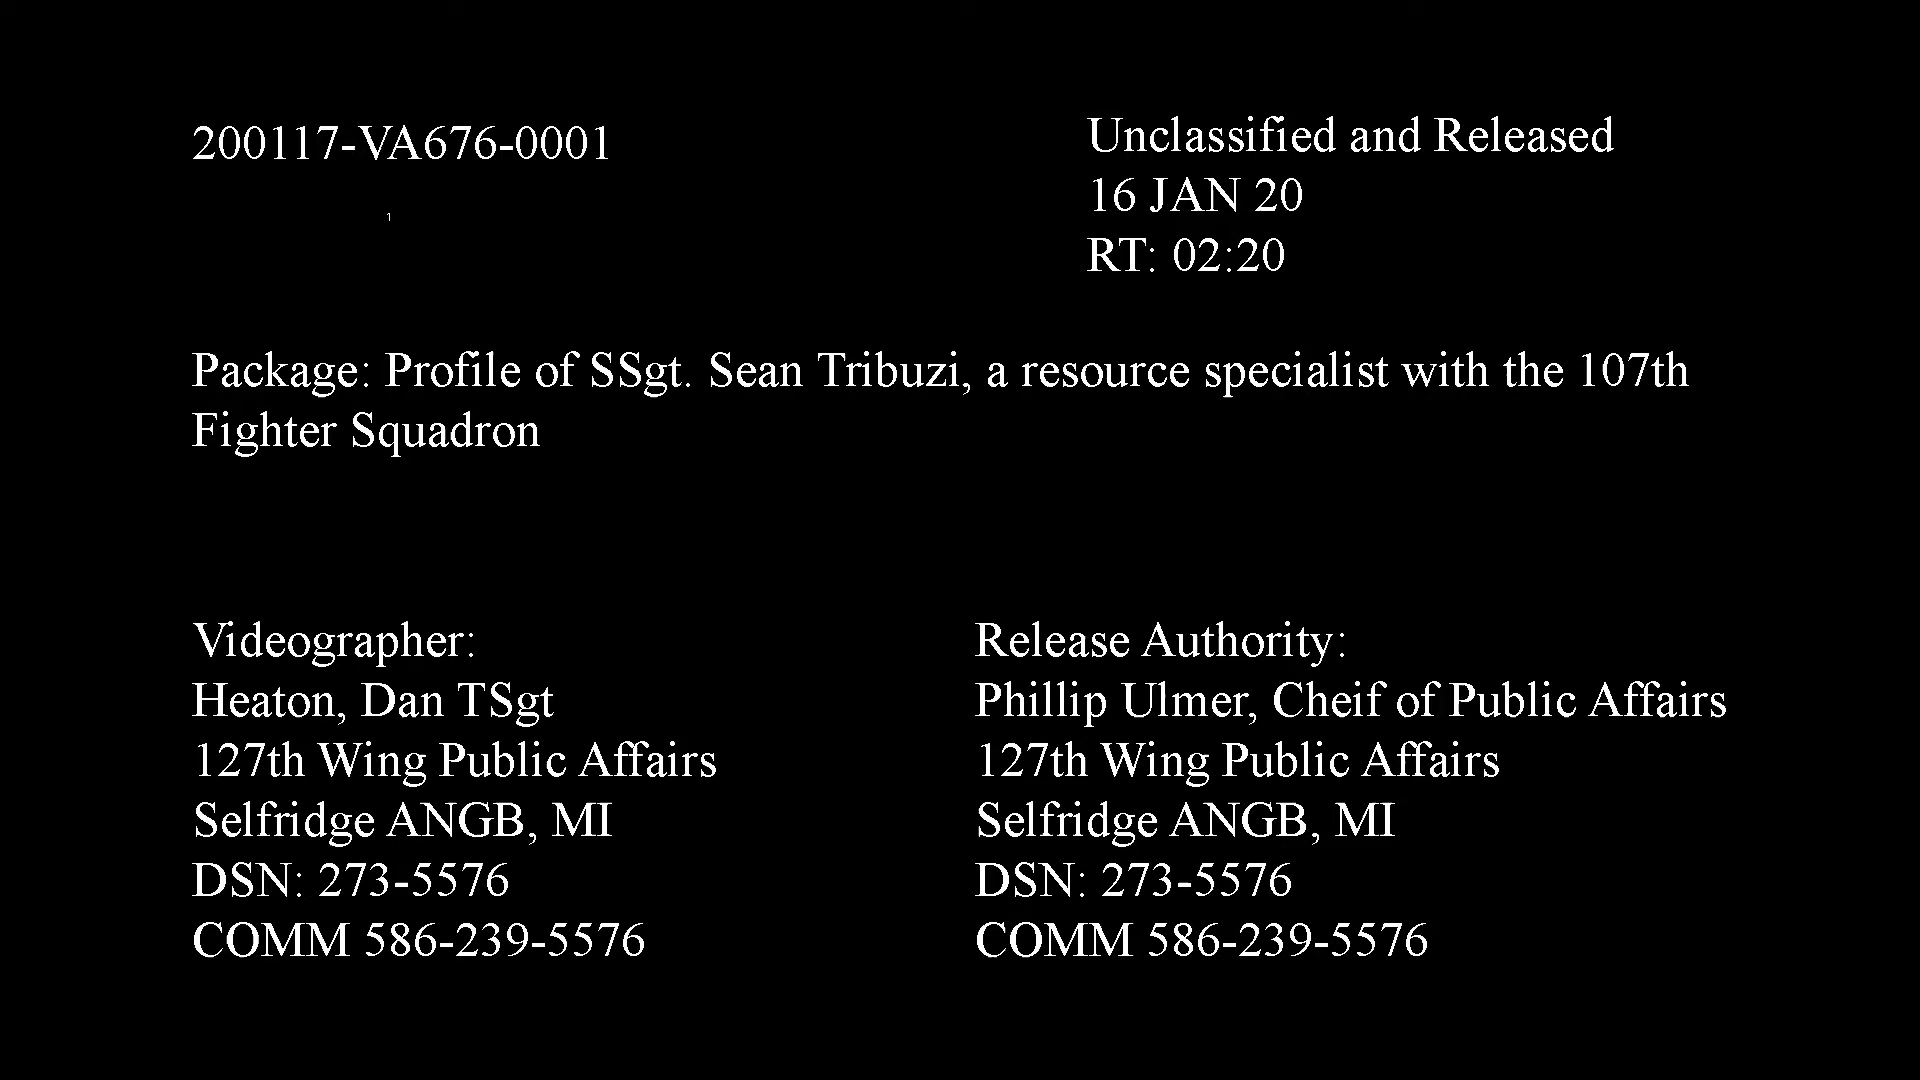 200117-VA676-0001
1
Unclassified and Released
16 JAN 20
RT: 02:20
Package: Profile of SSgt. Sean Tribuzi, a resource specialist with the 107th
Fighter Squadron
Videographer:
Heaton, Dan TSgt
127th Wing Public Affairs
Selfridge ANGB, MI
DSN: 273-5576
COMM 586-239-5576
Release Authority:
Phillip Ulmer, Cheif of Public Affairs
127th Wing Public Affairs
Selfridge ANGB, MI
DSN: 273-5576
COMM 586-239-5576